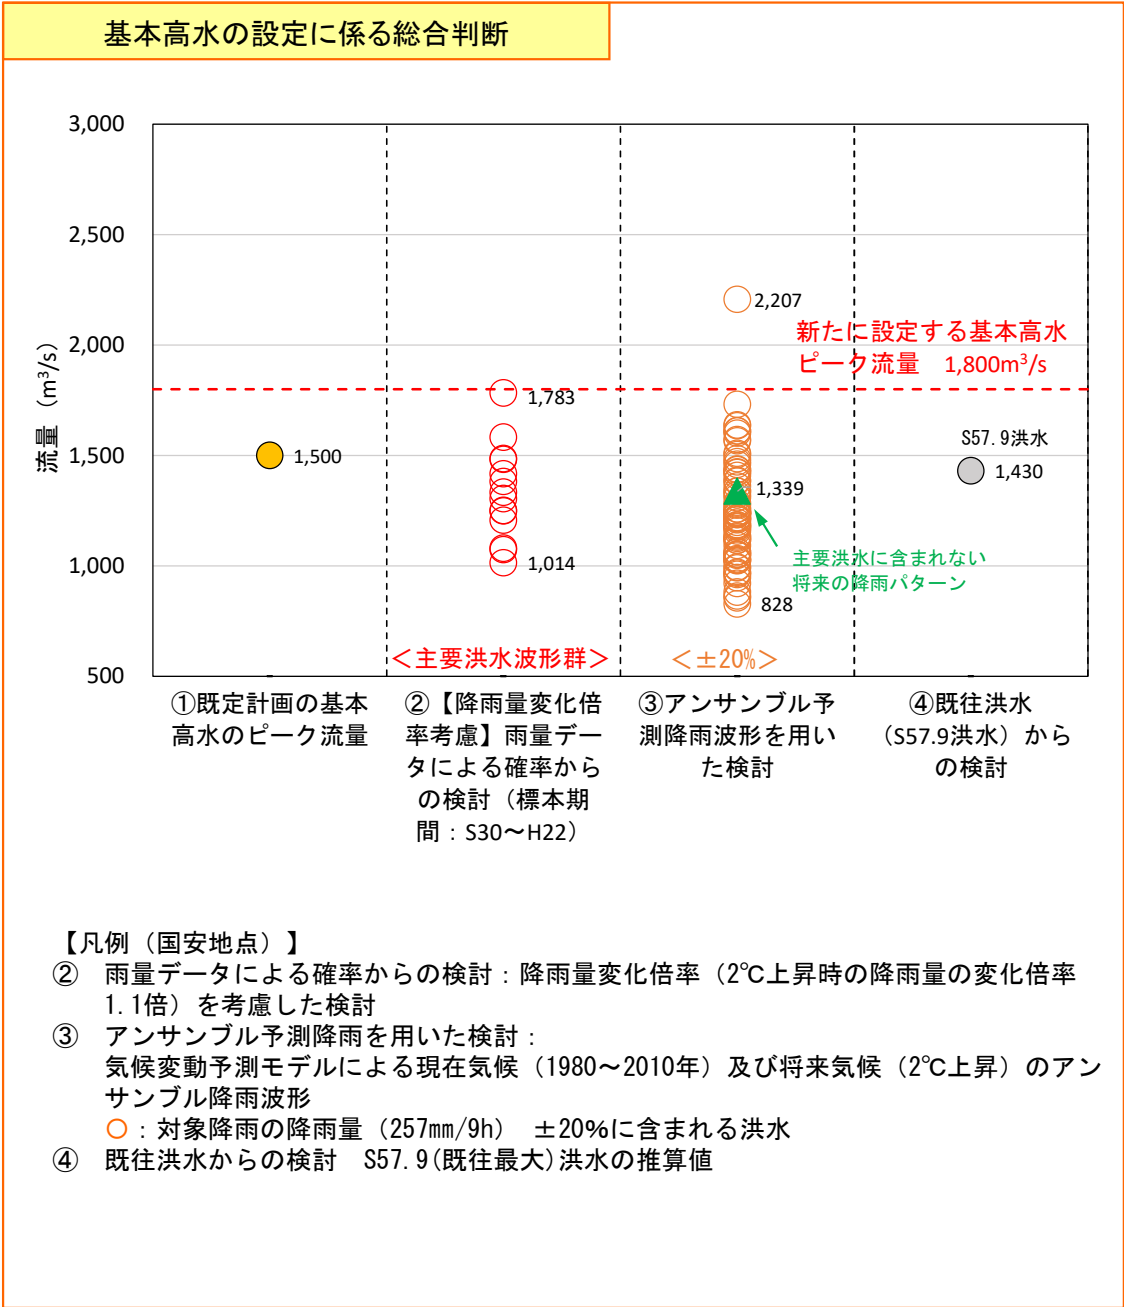 基本高水の設定に係る総合判断
3,000
2,500
2,000
1,500
1,000
500
流量（m³/s）
2,207
新たに設定する基本高水
ピーク流量　1,800m³/s
1,783
1,500
S57.9洪水
1,430
1,339
主要洪水に含まれない
将来の降雨パターン
1,014
828
＜主要洪水波形群＞
＜±20%＞
①既定計画の基本
高水のピーク流量
②【降雨量変化倍
率考慮】雨量デー
タによる確率から
の検討（標本期
間：S30～H22）
③アンサンブル予
測降雨波形を用い
た検討
④既往洪水
（S57.9洪水）から
の検討
【凡例（国安地点）】
②　雨量データによる確率からの検討：降雨量変化倍率（2℃上昇時の降雨量の変化倍率
1.1倍）を考慮した検討
③　アンサンブル予測降雨を用いた検討：
気候変動予測モデルによる現在気候（1980～2010年）及び将来気候（2℃上昇）のアン
サンブル降雨波形
○：対象降雨の降雨量（257mm/9h）　±20%に含まれる洪水
④　既往洪水からの検討　S57.9(既往最大)洪水の推算値